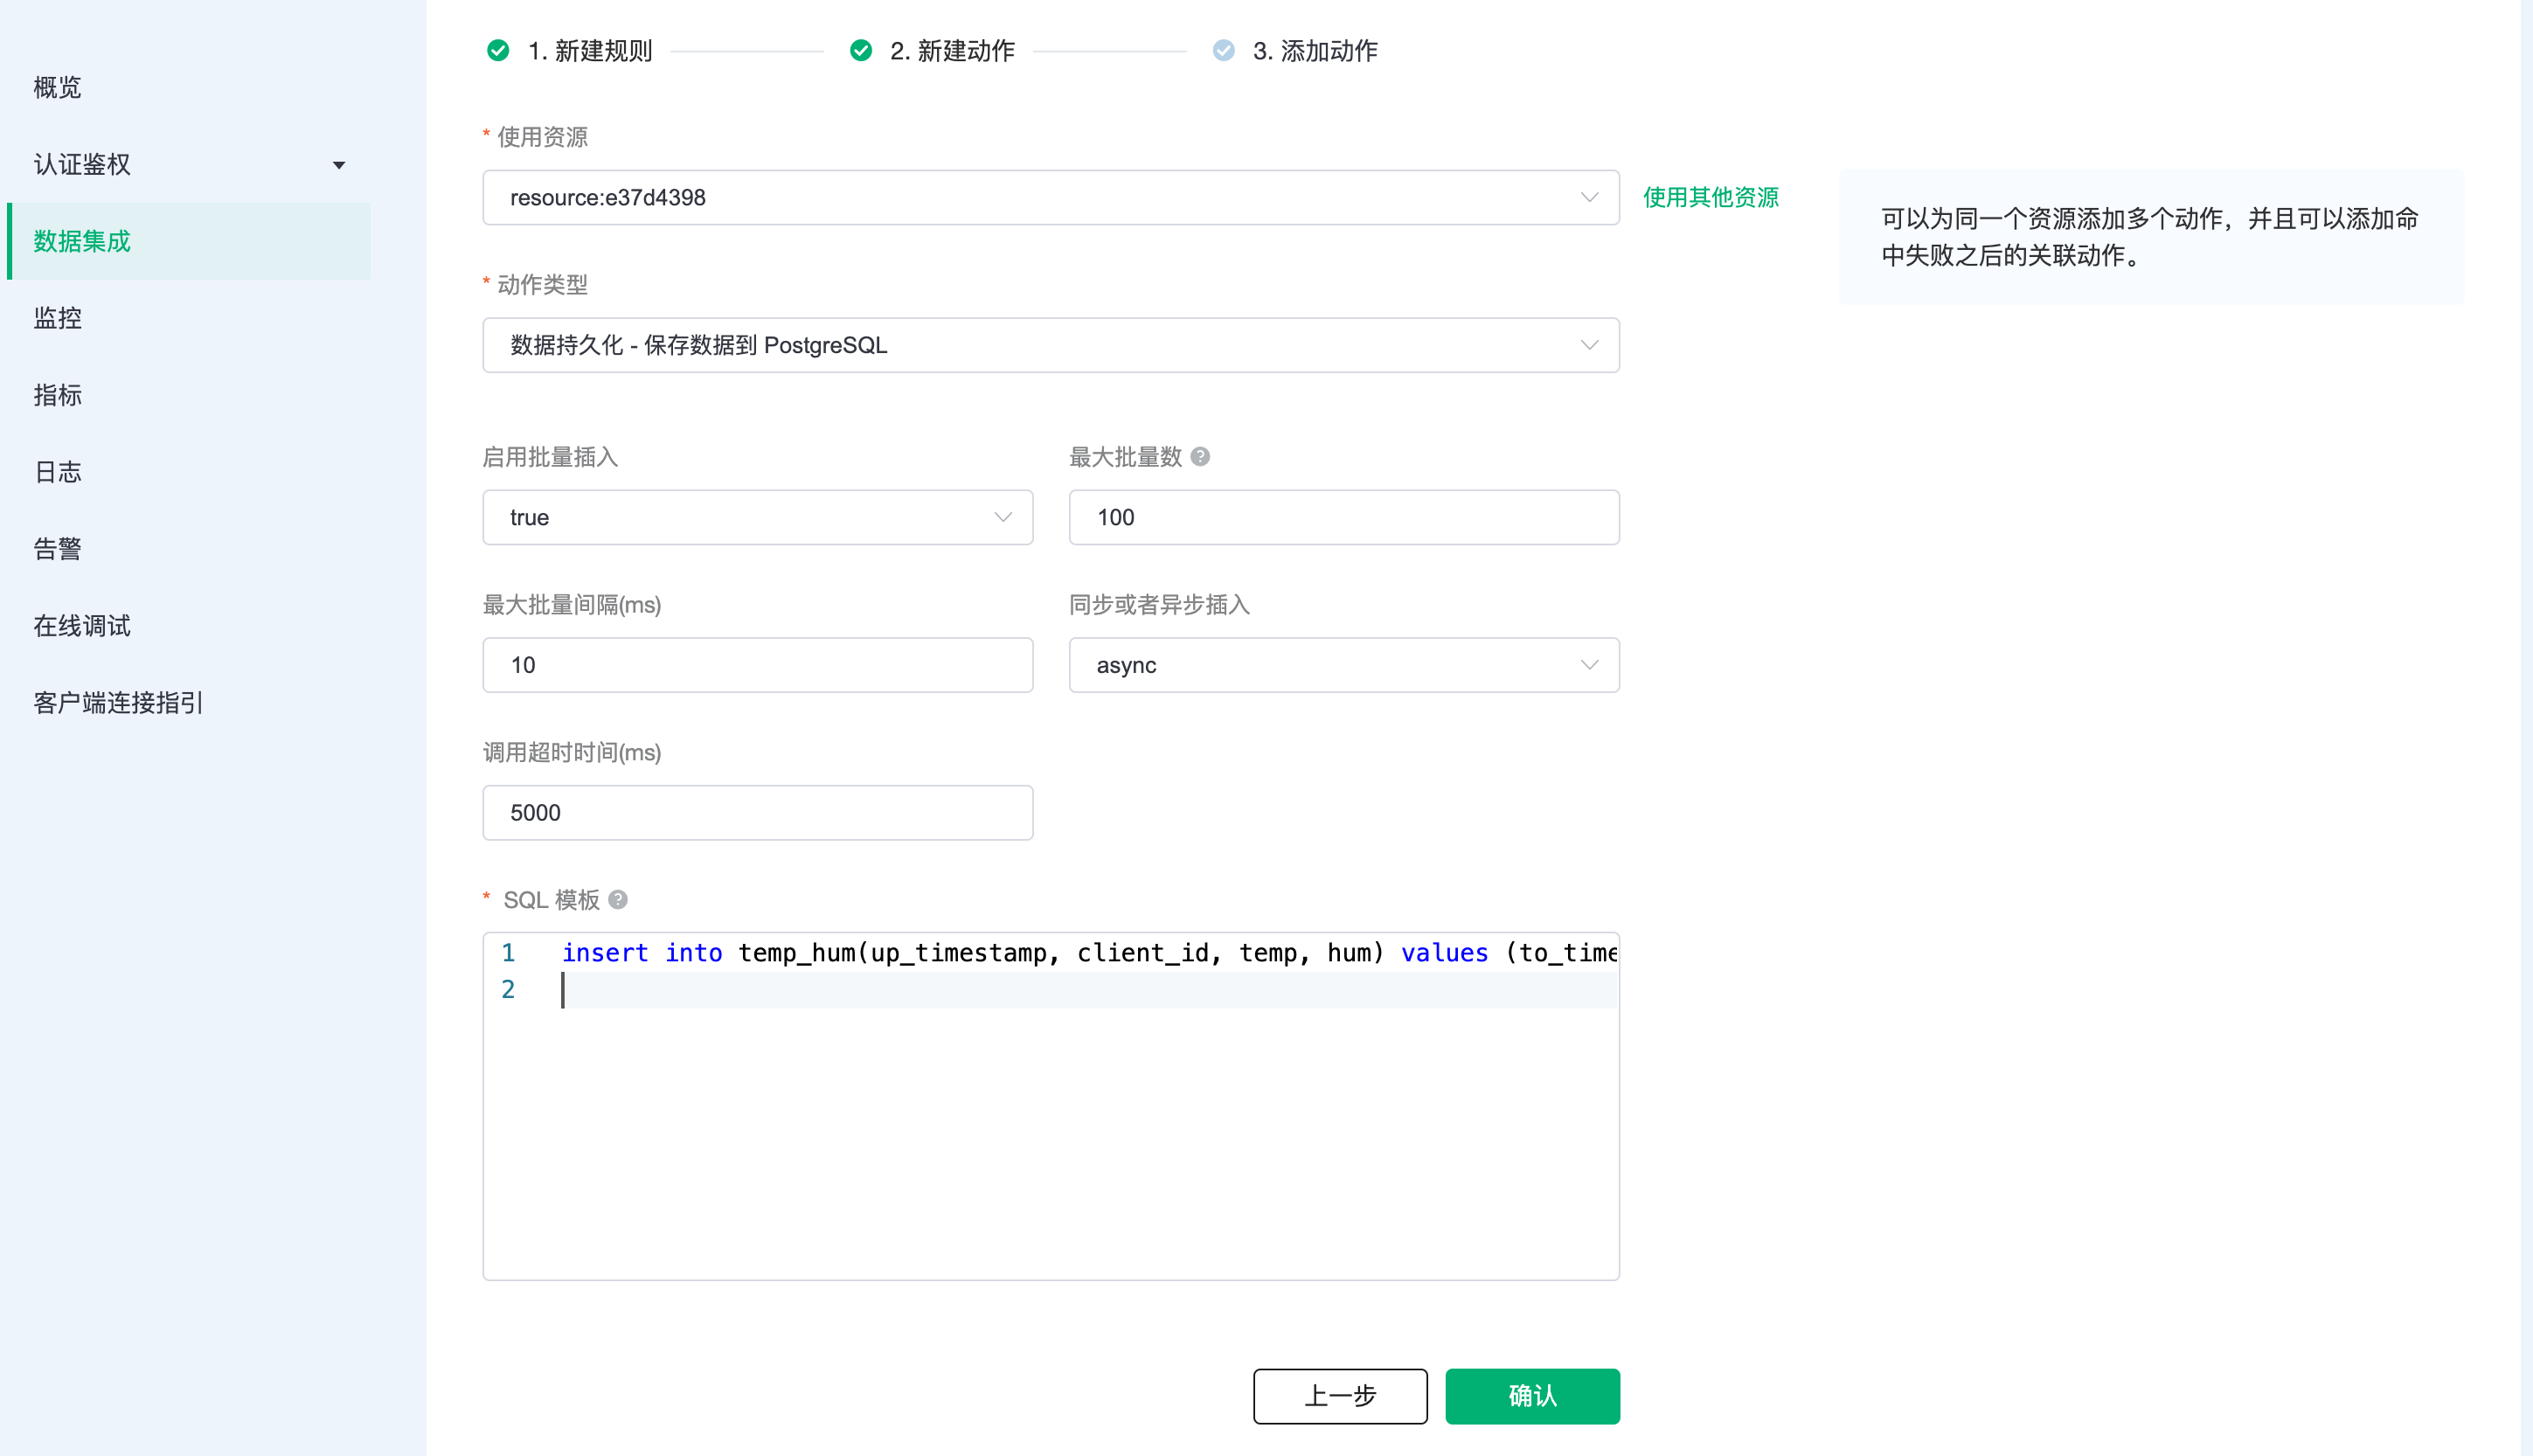 概览
认证鉴权
数据集成
监控
指标
日志
告警
在线调试
客户端连接指引
1. 新建规则
2. 新建动作
3. 添加动作
* 使用资源
resource:e37d4398
使用其他资源
可以为同一个资源添加多个动作，并且可以添加命
中失败之后的关联动作。
* 动作类型
数据持久化 - 保存数据到 PostgreSQL
启用批量插入
最大批量数 ?
true
100
最大批量间隔(ms)
同步或者异步插入
10
async
调用超时时间(ms)
5000
* SQL 模板 ?
1 insert into temp_hum(up_timestamp, client_id, temp, hum) values (to_time
2
上一步
确认